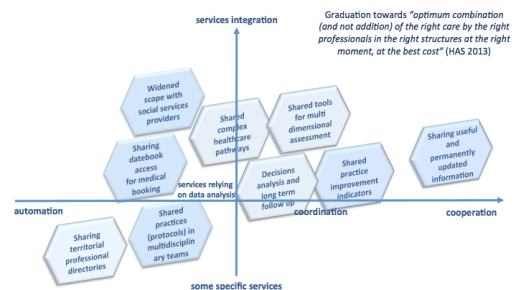 services integration
Graduation towards "optimum combination
(and not addition) of the right care by the right
professionals in the right structures at the right
moment, at the best cost" (HAS 2013)
Widened
scope with
social services
providers
Shared
complex
healthcare
pathways
Shared tools
for multi
dimensional
assessment
Sharing
datebook
access
for medical
booking
Sharing useful
and
permanently
updated
information
services relying
on data analysis
Decisions
analysis and
long term
follow up
Shared
practice
improvement
indicators
automation
coordination
cooperation
Sharing
territorial
professional
directories
Shared
practices
(protocols) in
multidisciplin
ary teams
some specific services